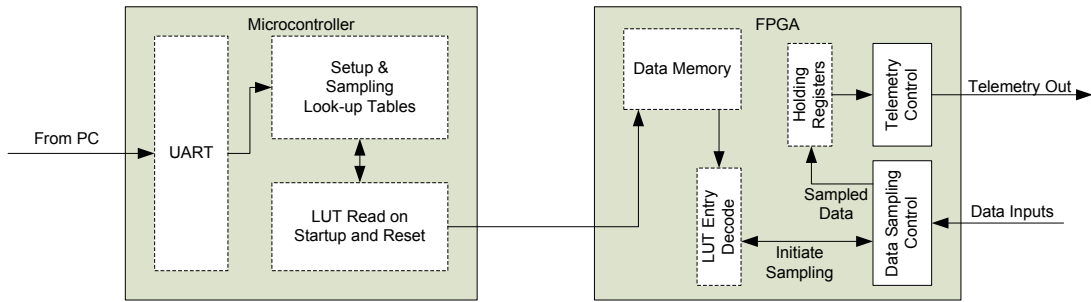 Microcontroller
From PC
UART
Setup &
Sampling
Look-up Tables
LUT Read on
Startup and Reset
FPGA
Data Memory
LUT Entry
Decode
Holding
Registers
Telemetry
Control
Telemetry Out
Sampled
Data
Data Sampling
Control
Data Inputs
Initiate
Sampling